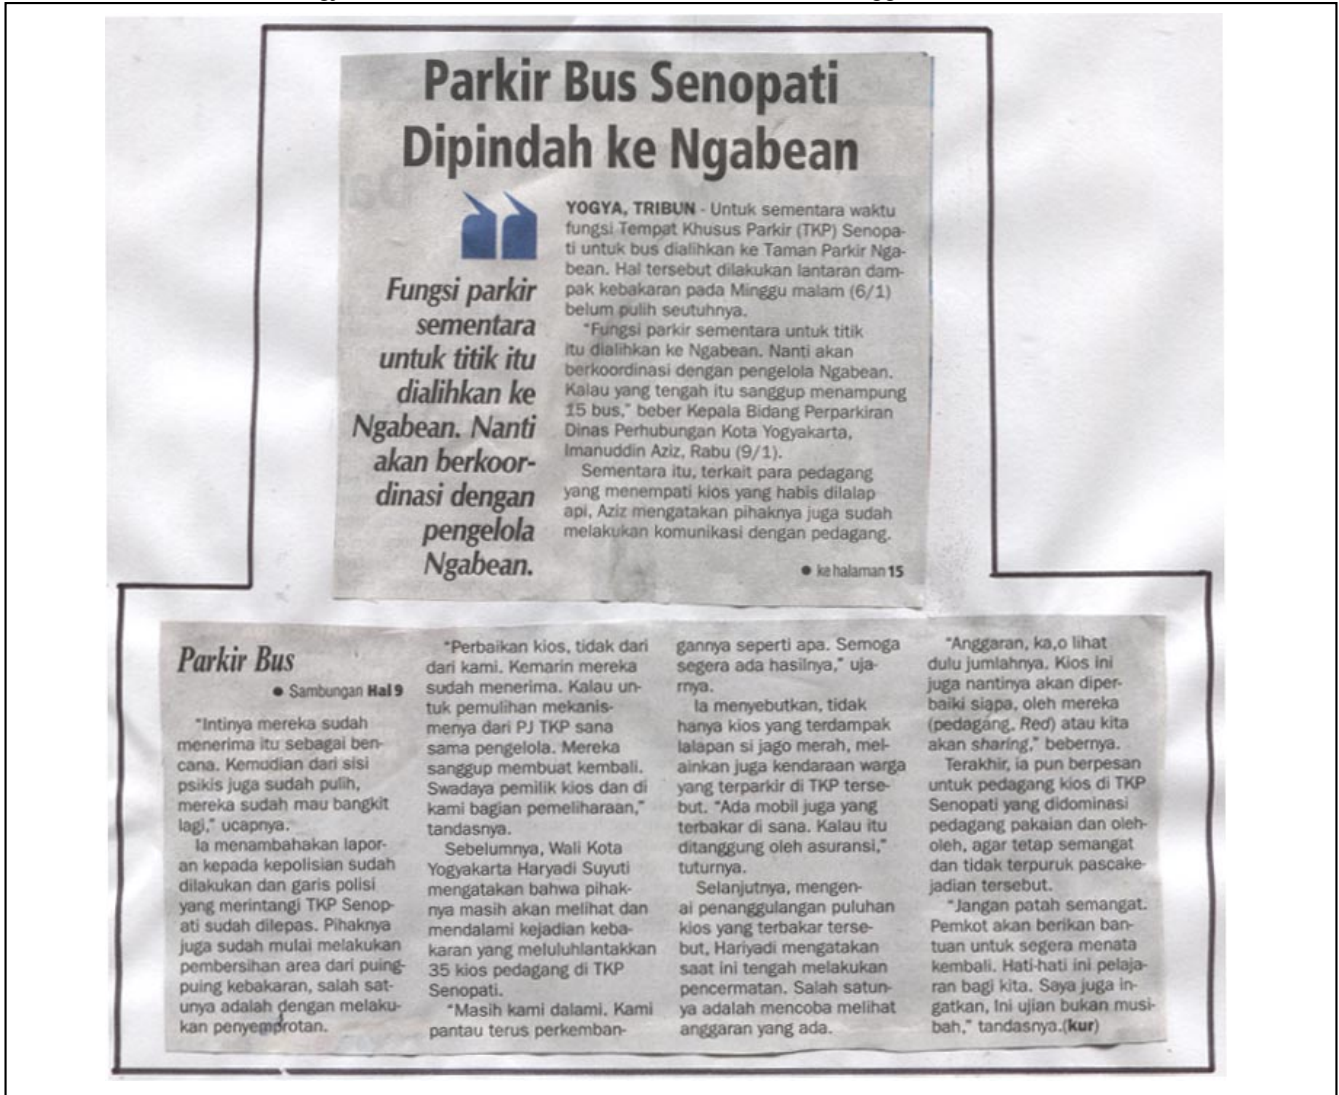 Parkir Bus Senopati
Dipindah ke Ngabean
Fungsi parkir
sementara
untuk titik itu
dialihkan ke
Ngabean. Nanti
akan berkoor-
dinasi dengan
pengelola
Ngabean.
YOGYA, TRIBUN - Untuk sementara waktu
fungsi Tempat Khusus Parkir (TKP) Senopa-
ti untuk bus dialihkan ke Taman Parkir Nga-
bean. Hal tersebut dilakukan lantaran dam-
pak kebakaran pada Minggu malam (6/1)
belum pulih seutuhnya.
"Fungsi parkir sementara untuk titik
itu dialihkan ke Ngabean. Nanti akan
berkoordinasi dengan pengelola Ngabean.
Kalau yang tengah itu sanggup menampung
15 bus," beber Kepala Bidang Perparkiran
Dinas Perhubungan Kota Yogyakarta,
Imanuddin Aziz, Rabu (9/1).
Sementara itu, terkait para pedagang
yang menempati kios yang habis dilalap
api, Aziz mengatakan pihaknya juga sudah
melakukan komunikasi dengan pedagang.
● ke halaman 15
Parkir Bus
● Sambungan Hal 9
"Intinya mereka sudah
menerima itu sebagai ben-
cana. Kemudian dari sisi
psikis juga sudah pulih,
mereka sudah mau bangkit
lagi," ucapnya.
Ia menambahakan lapor-
an kepada kepolisian sudah
dilakukan dan garis polisi
yang merintangi TKP Senop-
ati sudah dilepas. Pihaknya
juga sudah mulai melakukan
pembersihan area dari puing-
puing kebakaran, salah sat-
unya adalah dengan melaku-
kan penyemprotan.
"Perbaikan kios, tidak dari
dari kami. Kemarin mereka
sudah menerima. Kalau un-
tuk pemulihan mekanis-
menya dari PJ TKP sana
sama pengelola. Mereka
sanggup membuat kembali.
Swadaya pemilik kios dan di
kami bagian pemeliharaan,"
tandasnya.
Sebelumnya, Wali Kota
Yogyakarta Haryadi Suyuti
mengatakan bahwa pihak-
nya masih akan melihat dan
mendalami kejadian keba-
karan yang meluluhlantakkan
35 kios pedagang di TKP
Senopati.
"Masih kami dalami. Kami
pantau terus perkemban-
gannya seperti apa. Semoga
segera ada hasilnya," uja-
rnya.
Ia menyebutkan, tidak
hanya kios yang terdampak
lalapan si jago merah, mel-
ainkan juga kendaraan warga
yang terparkir di TKP terse-
but. "Ada mobil juga yang
terbakar di sana. Kalau itu
ditanggung oleh asuransi,"
tuturnya.
Selanjutnya, mengen-
ai penanggulangan puluhan
kios yang terbakar terse-
but, Hariyadi mengatakan
saat ini tengah melakukan
pencermatan. Salah satun-
ya adalah mencoba melihat
anggaran yang ada.
"Anggaran, ka,o lihat
dulu jumlahnya. Kios ini
juga nantinya akan diper-
baiki siapa, oleh mereka
(pedagang, Red) atau kita
akan sharing," bebernya.
Terakhir, ia pun berpesan
untuk pedagang kios di TKP
Senopati yang didominasi
pedagang pakaian dan oleh-
oleh, agar tetap semangat
dan tidak terpuruk pascake-
jadian tersebut.
"Jangan patah semangat.
Pemkot akan berikan ban-
tuan untuk segera menata
kembali. Hati-hati ini pelaja-
ran bagi kita. Saya juga in-
gatkan, Ini ujian bukan musi-
bah," tandasnya.(kur)